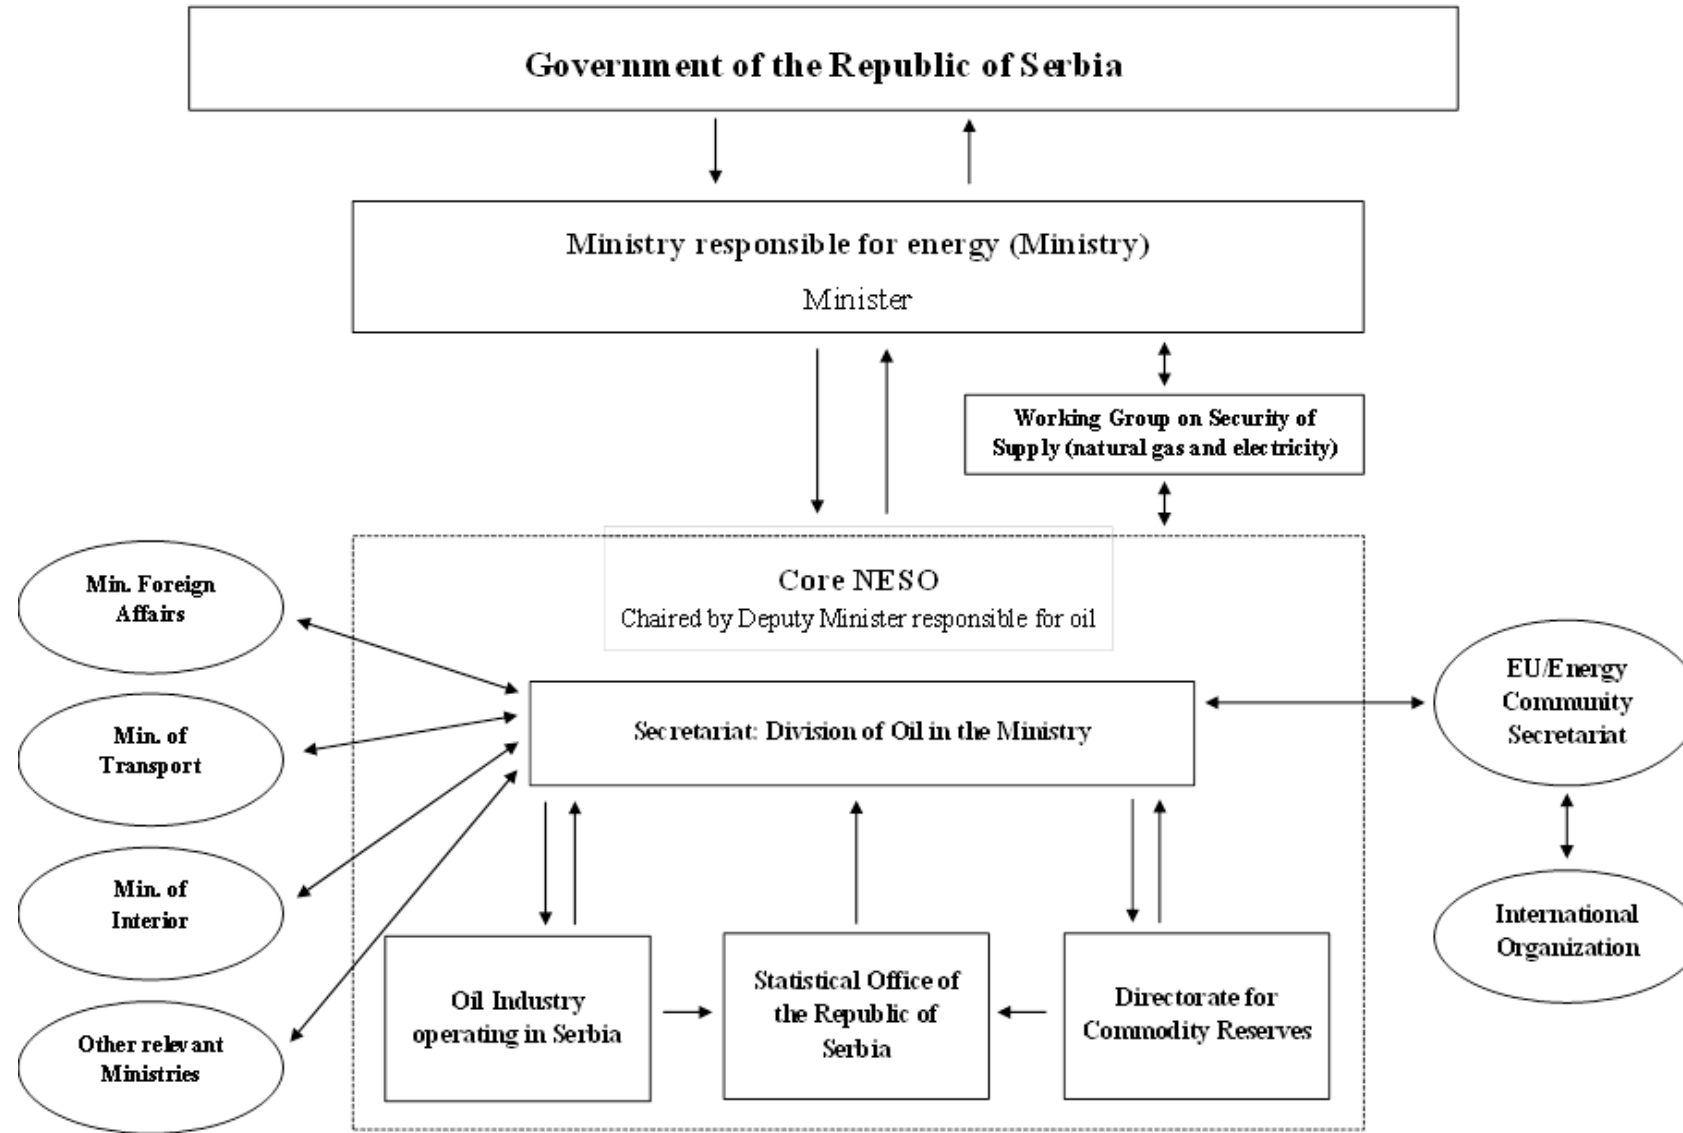 Government of the Republic of Serbia
Ministry responsible for energy (Ministry)
Minister
Working Group on Security of
Supply (natural gas and electricity)
Core NESO
Chaired by Deputy Minister responsible for oil
Min. Foreign
Affairs
Min. of
Transport
Min. of
Interior
Other relevant
Ministries
Secretariat: Division of Oil in the Ministry
EU/Energy
Community
Secretariat
International
Organization
Oil Industry
operating in Serbia
Statistical Office of
the Republic of
Serbia
Directorate for
Commodity Reserves